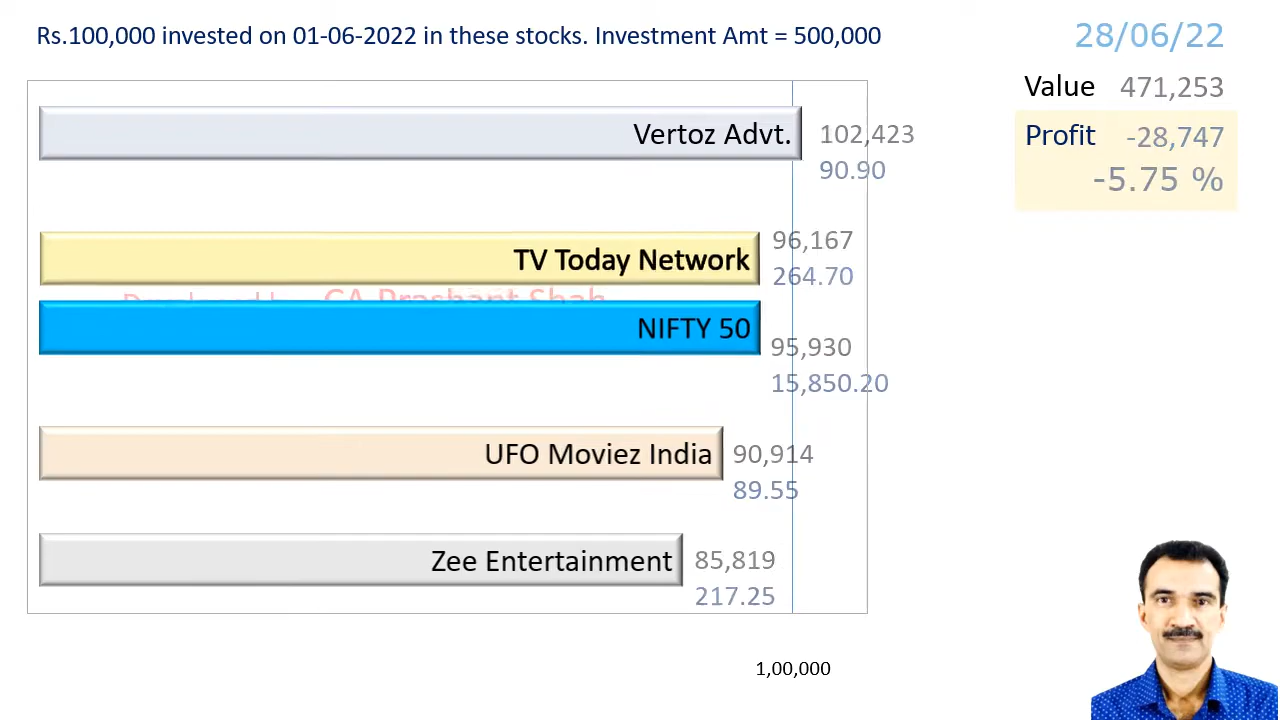 Rs.100,000 invested on 01-06-2022 in these stocks. Investment Amt = 500,000
28/06/22
Value 471,253
Profit -28,747
-5.75 %
Vertoz Advt. 102,423
90.90
TV Today Network 96,167
264.70
CA Prashant Shah
NIFTY 50 95,930
15,850.20
UFO Moviez India 90,914
89.55
Zee Entertainment 85,819
217.25
1,00,000